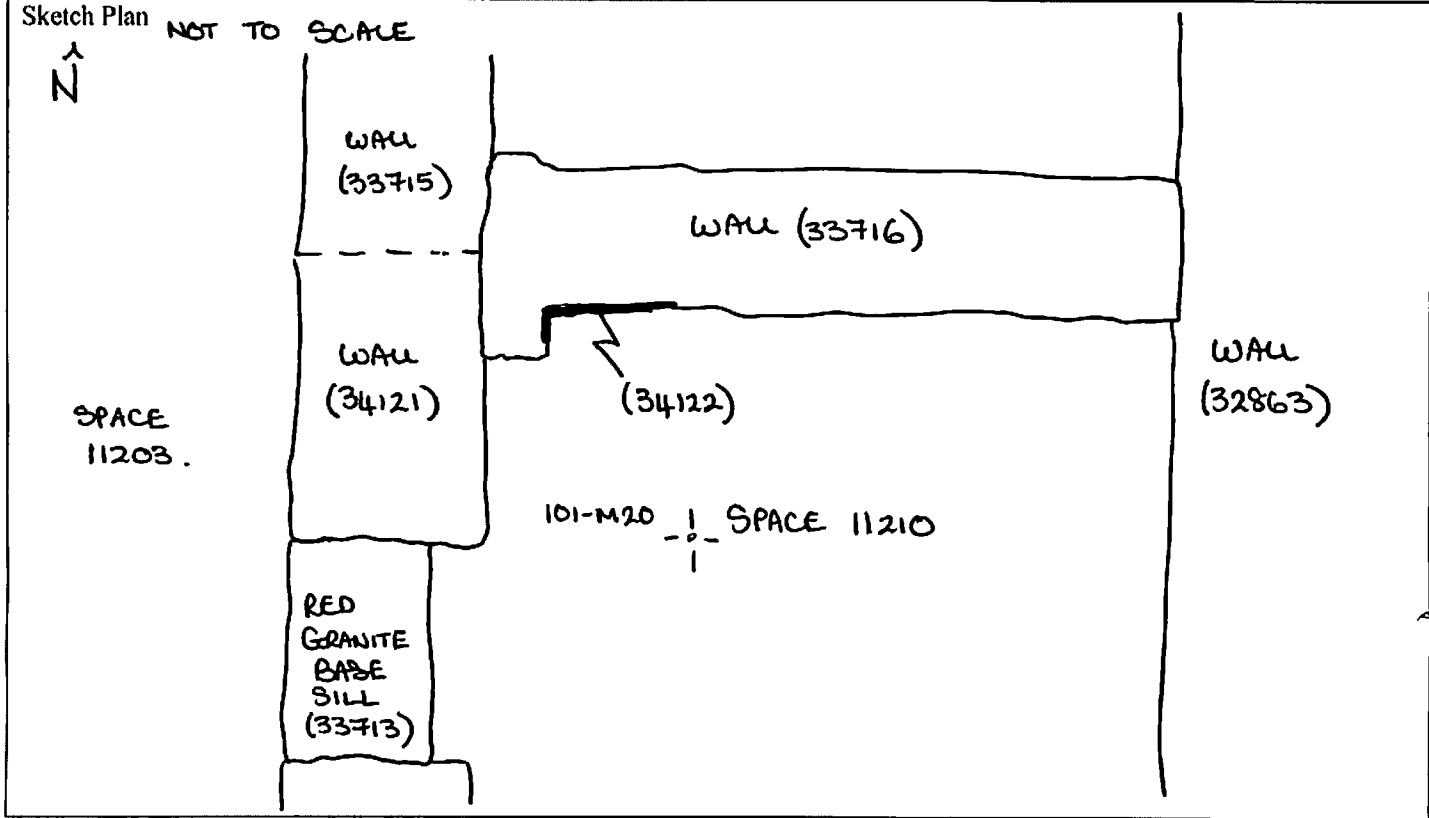 Sketch Plan NOT TO SCALE
N
WALL
(33715)
WALL (33716)
WALL
(34121)
(34122)
WALL
(32863)
SPACE
11203.
101-M20 SPACE 11210
RED
GRANITE
BASE
SILL
(33713)